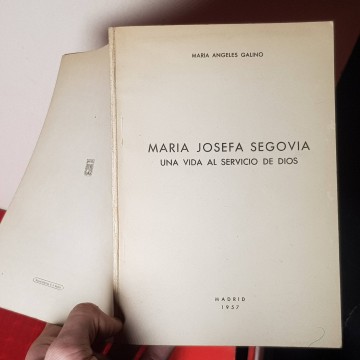 MARIA ANGELES GALINO
MARIA JOSEFA SEGOVIA
UNA VIDA AL SERVICIO DE DIOS
MADRID
1957